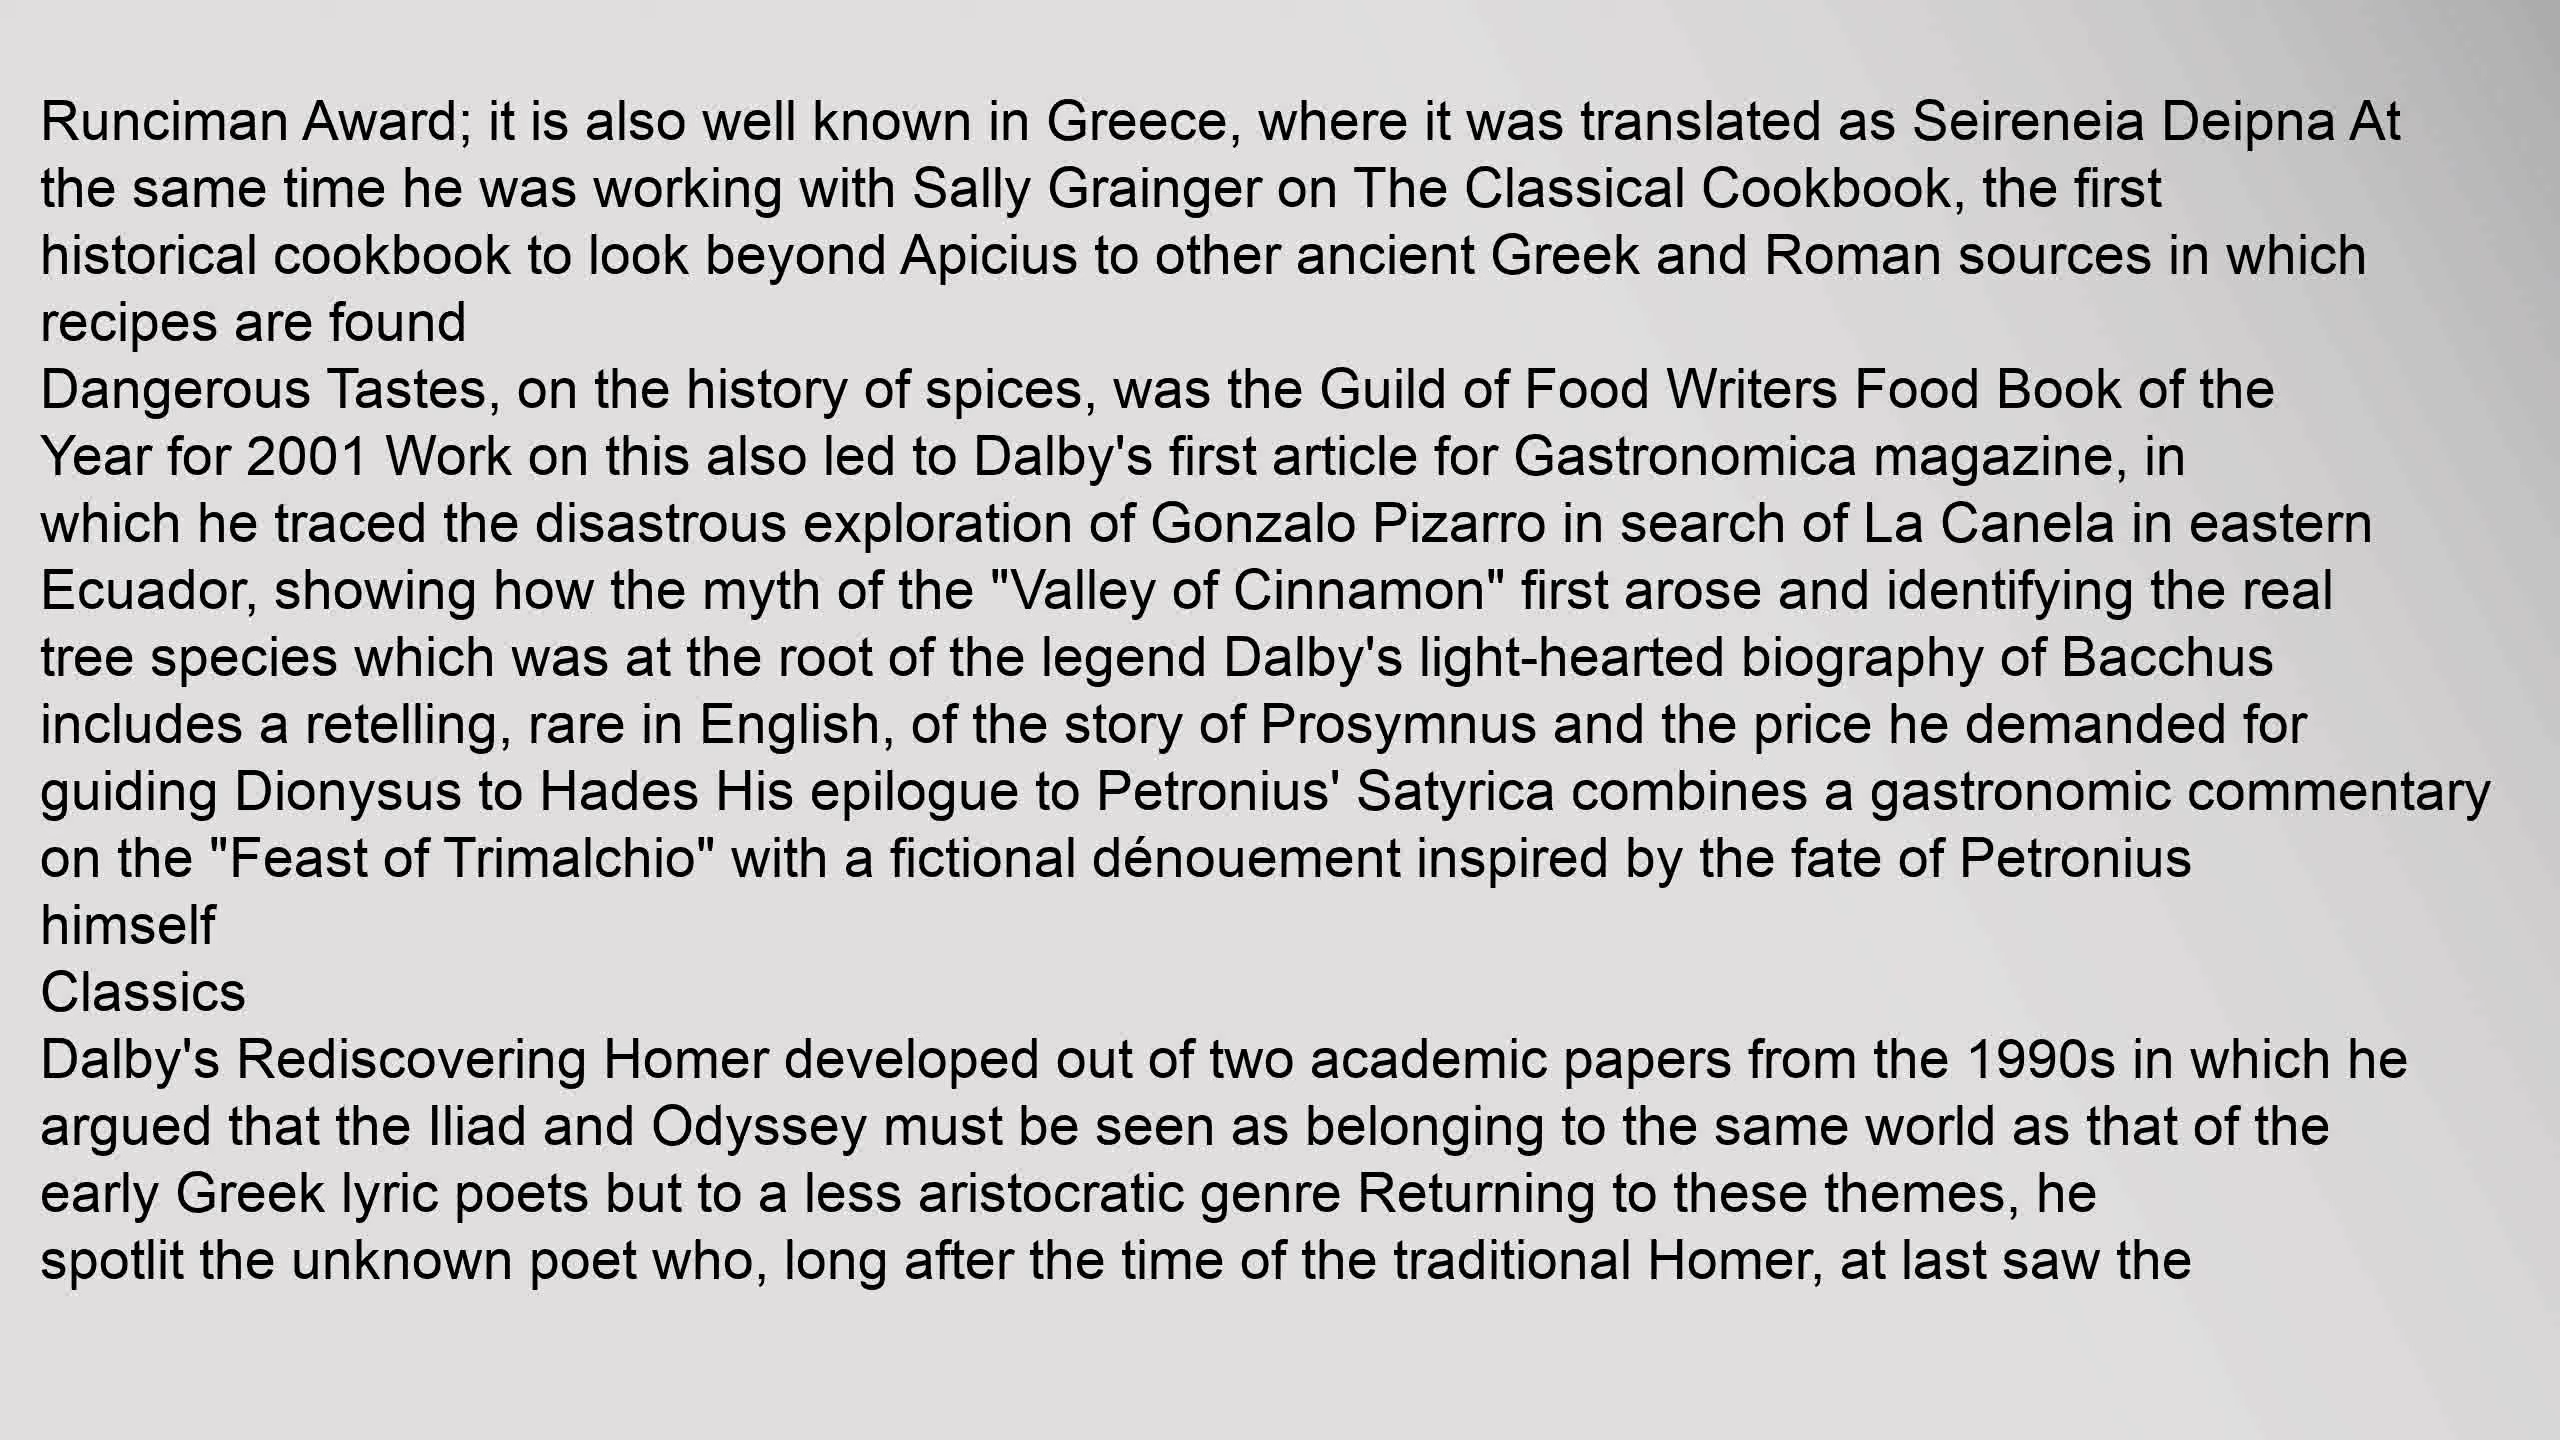 Runciman Award; it is also well known in Greece, where it was translated as Seireneia Deipna At
the same time he was working with Sally Grainger on The Classical Cookbook, the first
historical cookbook to look beyond Apicius to other ancient Greek and Roman sources in which
recipes are found
Dangerous Tastes, on the history of spices, was the Guild of Food Writers Food Book of the
Year for 2001 Work on this also led to Dalby's first article for Gastronomica magazine, in
which he traced the disastrous exploration of Gonzalo Pizarro in search of La Canela in eastern
Ecuador, showing how the myth of the "Valley of Cinnamon" first arose and identifying the real
tree species which was at the root of the legend Dalby's light-hearted biography of Bacchus
includes a retelling, rare in English, of the story of Prosymnus and the price he demanded for
guiding Dionysus to Hades His epilogue to Petronius' Satyrica combines a gastronomic commentary
on the "Feast of Trimalchio" with a fictional dénouement inspired by the fate of Petronius
himself
Classics
Dalby's Rediscovering Homer developed out of two academic papers from the 1990s in which he
argued that the Iliad and Odyssey must be seen as belonging to the same world as that of the
early Greek lyric poets but to a less aristocratic genre Returning to these themes, he
spotlit the unknown poet who, long after the time of the traditional Homer, at last saw the